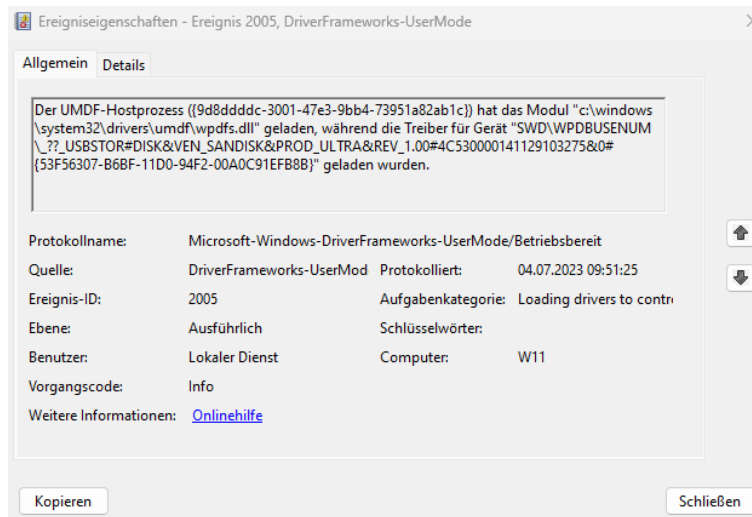 Ereigniseigenschaften - Ereignis 2005, DriverFrameworks-UserMode
Allgemein Details
Der UMDF-Hostprozess ({9d8ddddc-3001-47e3-9bb4-73951a82ab1c}) hat das Modul "c:\windows
\system32\drivers\umdf\wpdfs.dll" geladen, während die Treiber für Gerät "SWD\WPDBUSENUM
\_??_USBSTOR#DISK&VEN_SANDISK&PROD_ULTRA&REV_1.00#4C530000141129103275&0#
{53F56307-B6BF-11D0-94F2-00A0C91EFB8B}" geladen wurden.
Protokollname: Microsoft-Windows-DriverFrameworks-UserMode/Betriebsbereit
Quelle: DriverFrameworks-UserMod Protokolliert: 04.07.2023 09:51:25
Ereignis-ID: 2005 Aufgabenkategorie: Loading drivers to contr
Ebene: Ausführlich Schlüsselwörter:
Benutzer: Lokaler Dienst Computer: W11
Vorgangscode: Info
Weitere Informationen: Onlinehilfe
Kopieren Schließen